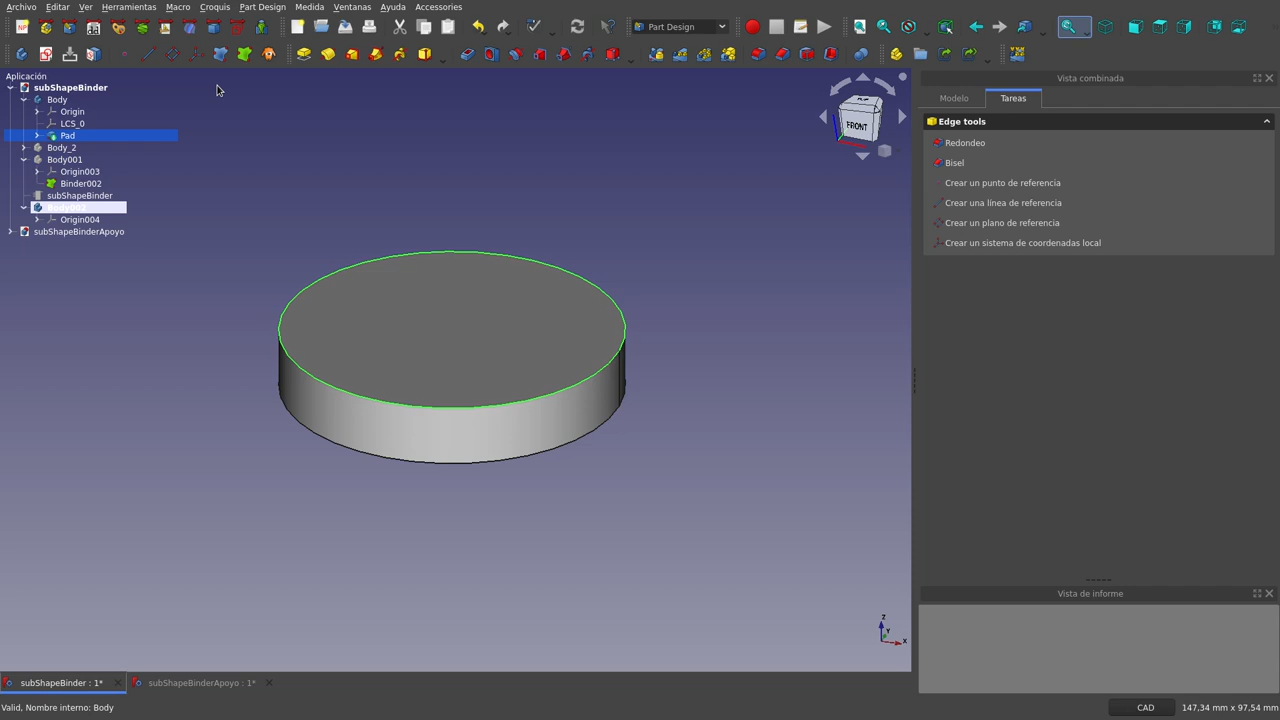 Archivo Editar Ver Herramientas Macro Croquis Part Design Medida Ventanas Ayuda Accessories
Part Design
Aplicación
subShapeBinder
Body
Origin
LCS_0
Pad
Body_2
Body001
Origin003
Binder002
subShapeBinder
Origin004
subShapeBinderApoyo
FRONT
Z
Y
X
Vista combinada
Modelo Tareas
Edge tools
Redondeo
Bisel
Crear un punto de referencia
Crear una línea de referencia
Crear un plano de referencia
Crear un sistema de coordenadas local
Vista de informe
subShapeBinder : 1* subShapeBinderApoyo : 1*
Valid, Nombre interno: Body CAD 147,34 mm x 97,54 mm